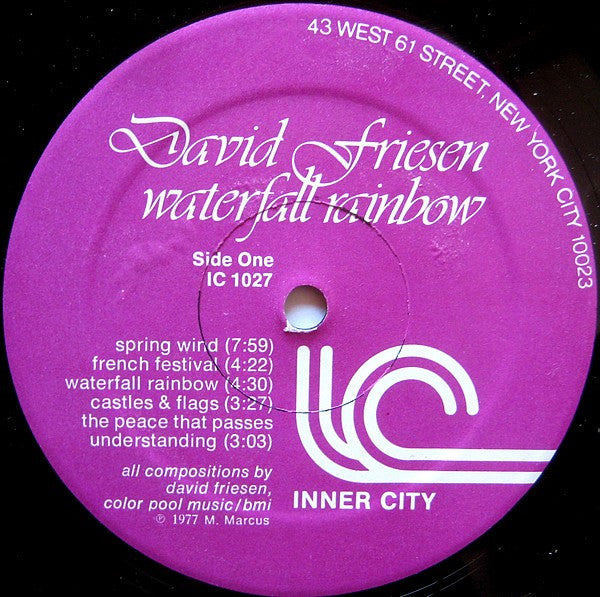 43 WEST 61 STREET, NEW YORK CITY 10023
David Friesen
waterfall rainbow
Side One
IC 1027
spring wind (7:59)
french festival (4:22)
waterfall rainbow (4:30)
castles & flags (3:27)
the peace that passes
understanding (3:03)
all compositions by
david friesen,
color pool music/bmi
℗ 1977 M. Marcus
IC
INNER CITY